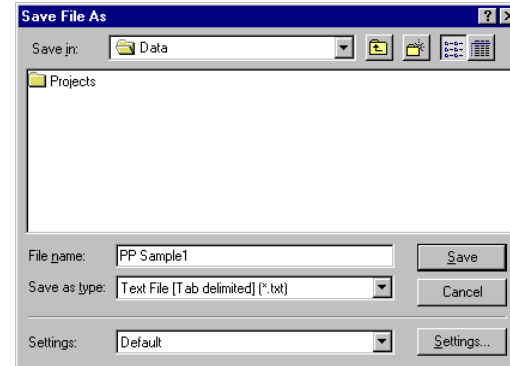 Save File As
Save in: Data
Projects
File name: PP Sample1 Save
Save as type: Text File [Tab delimited] (*.txt) Cancel
Settings: Default Settings...